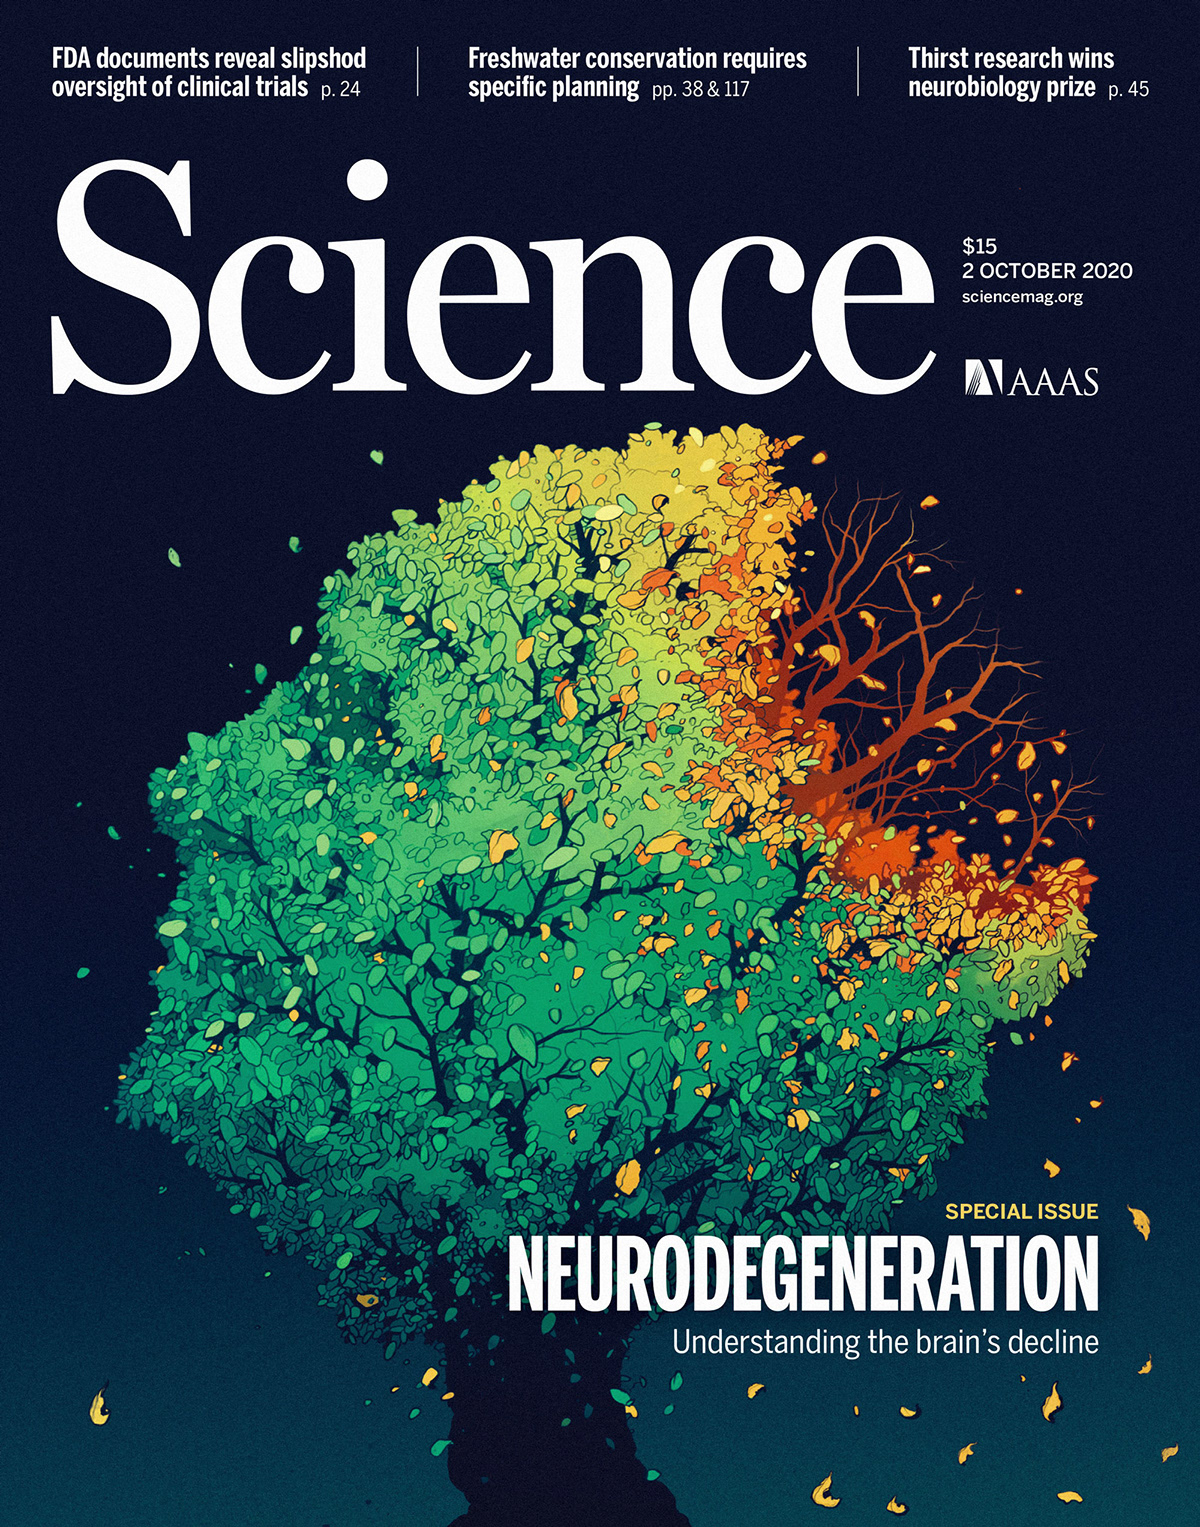 FDA documents reveal slipshod
oversight of clinical trials p. 24
Freshwater conservation requires
specific planning pp. 38 & 117
Thirst research wins
neurobiology prize p. 45
Science
$15
2 OCTOBER 2020
sciencemag.org
AAAS
SPECIAL ISSUE
NEURODEGENERATION
Understanding the brain’s decline